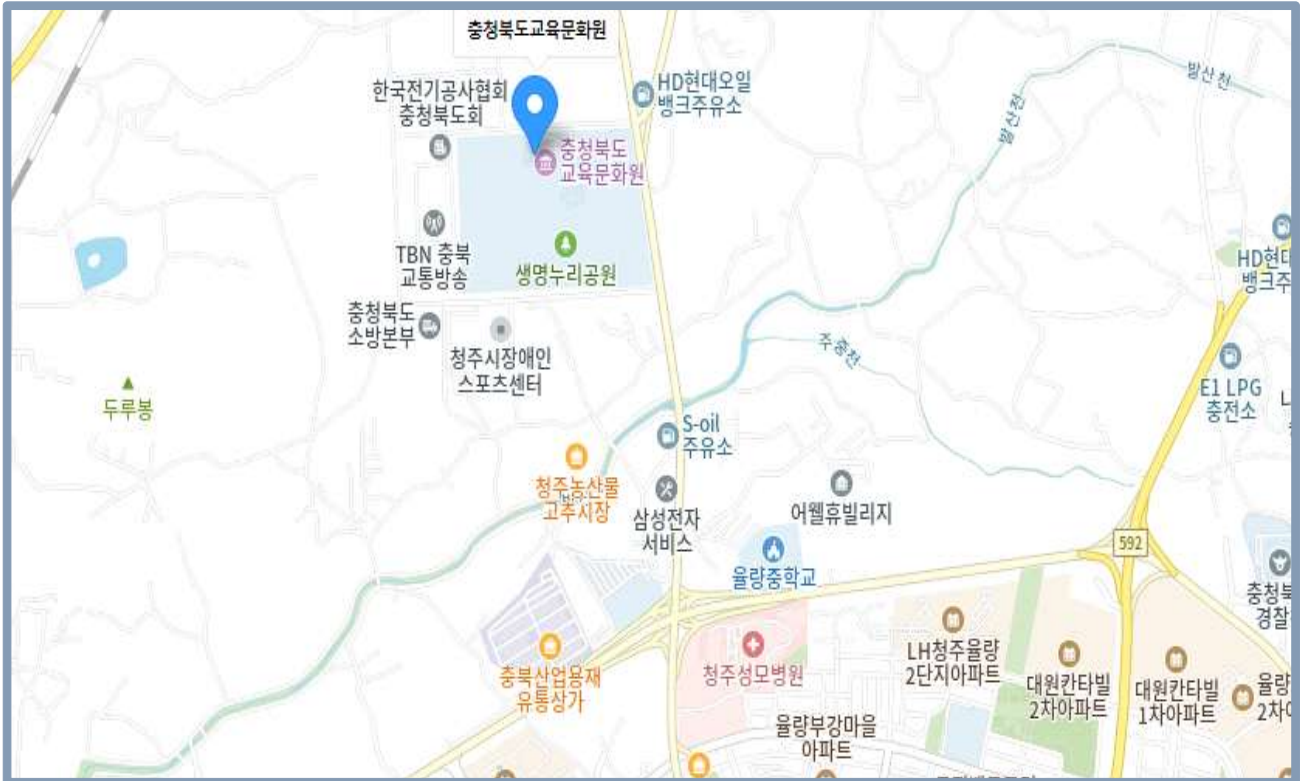 충청북도교육문화원
한국전기공사협회
충청북도회
HD현대오일
뱅크주유소
발산천
발산천
충청북도
교육문화원
TBN 충북
교통방송
생명누리공원
HD현대
뱅크주
충청북도
소방본부
청주시장애인
스포츠센터
주중천
E1 LPG
충전소
두루봉
S-oil
주유소
청주농산물
고추시장
삼성전자
서비스
어웰휴빌리지
592
율량중학교
충청북
경찰
충북산업용재
유통상가
청주성모병원
LH청주율량
2단지아파트
대원칸타빌
2차아파트
대원칸타빌
1차아파트
율량
2차
율량부강마을
아파트